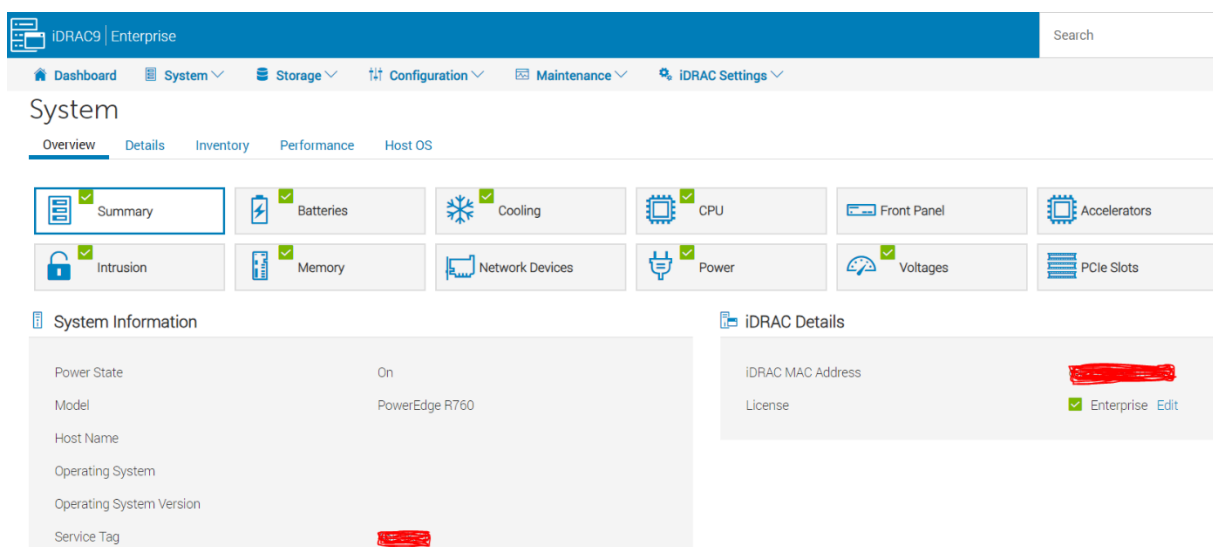 iDRAC9 | Enterprise
Search
Dashboard System Storage Configuration Maintenance iDRAC Settings
System
Overview Details Inventory Performance Host OS
Summary Batteries Cooling CPU Front Panel Accelerators
Intrusion Memory Network Devices Power Voltages PCIe Slots
System Information
Power State On
Model PowerEdge R760
Host Name
Operating System
Operating System Version
Service Tag
iDRAC Details
iDRAC MAC Address
License Enterprise Edit